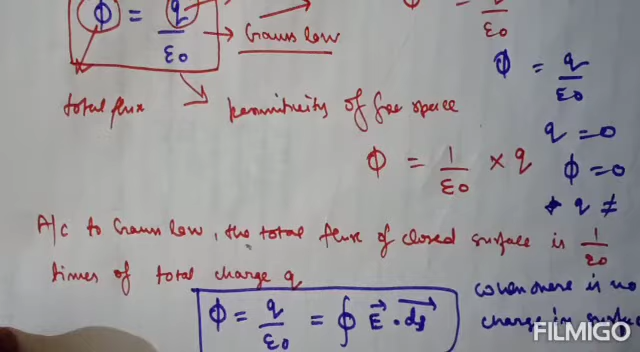 ϕ = q/ε0 → Gauss law
ϕ
ε0
total flux
permitivity of free space
ϕ = q/ε0
q = 0
ϕ = 0
q ≠
ϕ = 1/ε0 × q
A/c to Gauss law, the total flux of closed surface is 1/ε0
times of total charge q
ϕ = q/ε0 = ∮ E⃗ . ds⃗
when there is no
charge in
FILMIGO